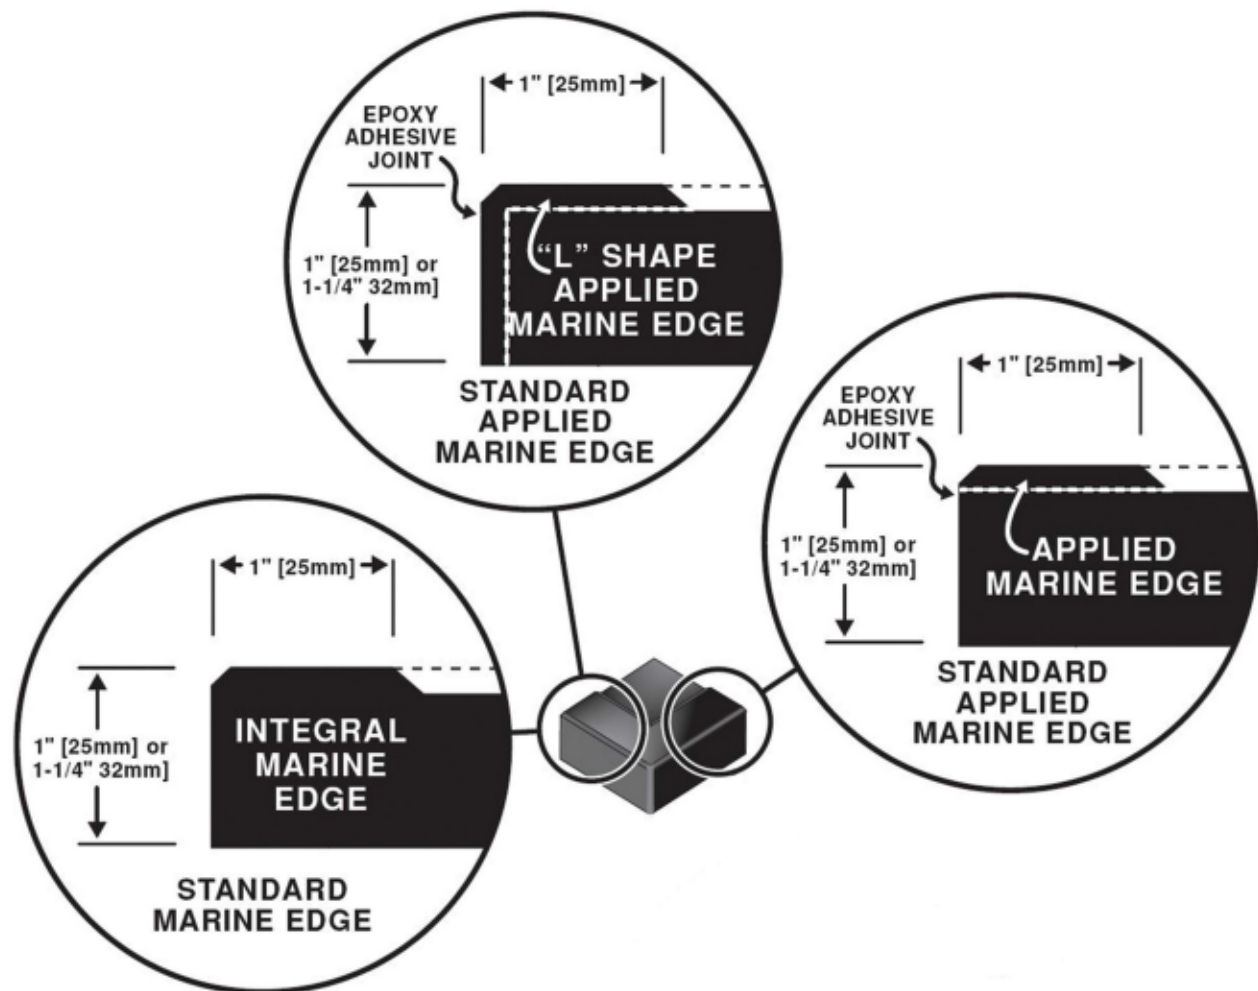 1" [25mm]
EPOXY
ADHESIVE
JOINT
1" [25mm] or
1-1/4" 32mm]
“L” SHAPE
APPLIED
MARINE EDGE
STANDARD
APPLIED
MARINE EDGE
1" [25mm]
EPOXY
ADHESIVE
JOINT
1" [25mm] or
1-1/4" 32mm]
APPLIED
MARINE EDGE
STANDARD
APPLIED
MARINE EDGE
1" [25mm]
1" [25mm] or
1-1/4" 32mm]
INTEGRAL
MARINE
EDGE
STANDARD
MARINE EDGE